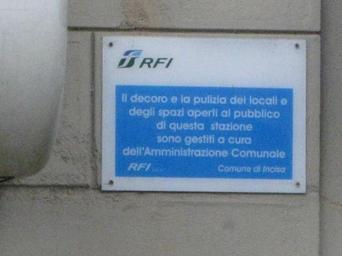 RFI
Il decoro e la pulizia dei locali e
degli spazi aperti al pubblico
di questa stazione
sono gestiti a cura
dell'Amministrazione Comunale
RFI Comune di Incisa